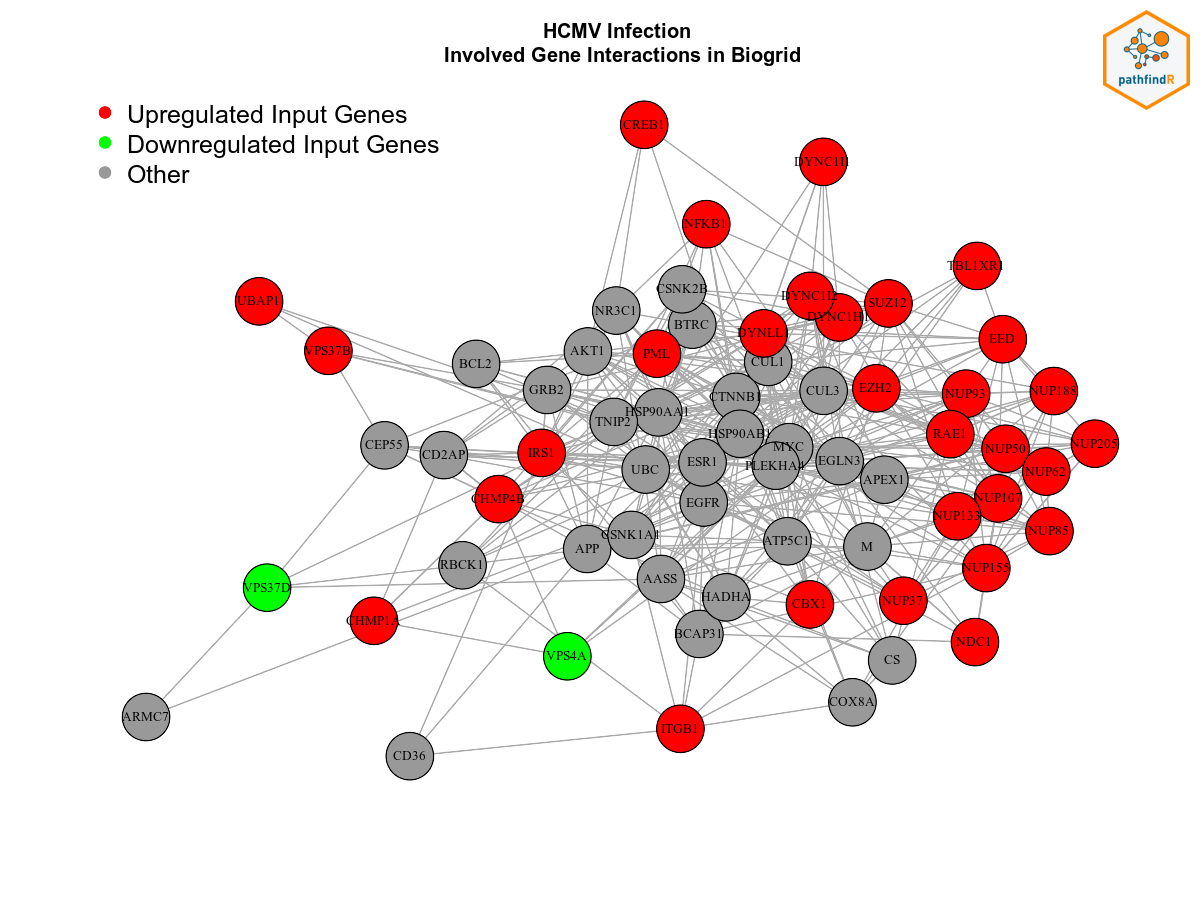 HCMV Infection
Involved Gene Interactions in Biogrid
pathfindR
Upregulated Input Genes
Downregulated Input Genes
Other
CREB1
DYNC1I1
NFKB1
TBL1XR1
CSNK2B
DYNC1I2
UBAP1
SUZ12
NR3C1
DYNC1H1
BTRC
DYNLL1
EED
VPS37B
AKT1
PML
BCL2
CUL1
GRB2
EZH2
CUL3
NUP93
NUP188
CTNNB1
HSP90AA1
TNIP2
HSP90AB1
RAE1
CEP55
NUP205
MYC
NUP50
CD2AP
IRS1
ESR1
EGLN3
PLEKHA4
UBC
NUP62
APEX1
CHMP4B
NUP107
EGFR
NUP133
NUP85
CSNK1A1
ATP5C1
M
APP
RBCK1
NUP155
AASS
VPS37D
HADHA
NUP37
CBX1
CHMP1A
BCAP31
NDC1
VPS4A
CS
COX8A
ARMC7
ITGB1
CD36